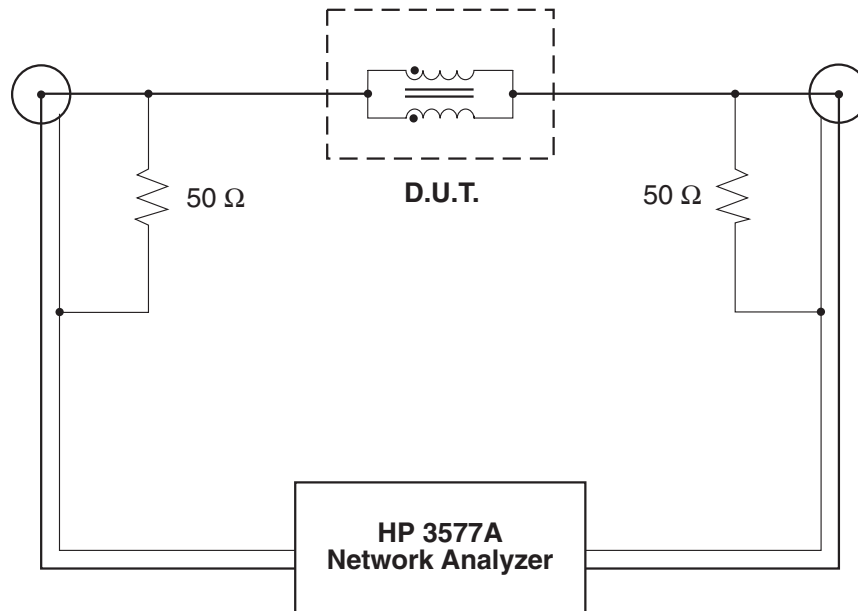 D.U.T.
50 Ω
50 Ω
HP 3577A
Network Analyzer